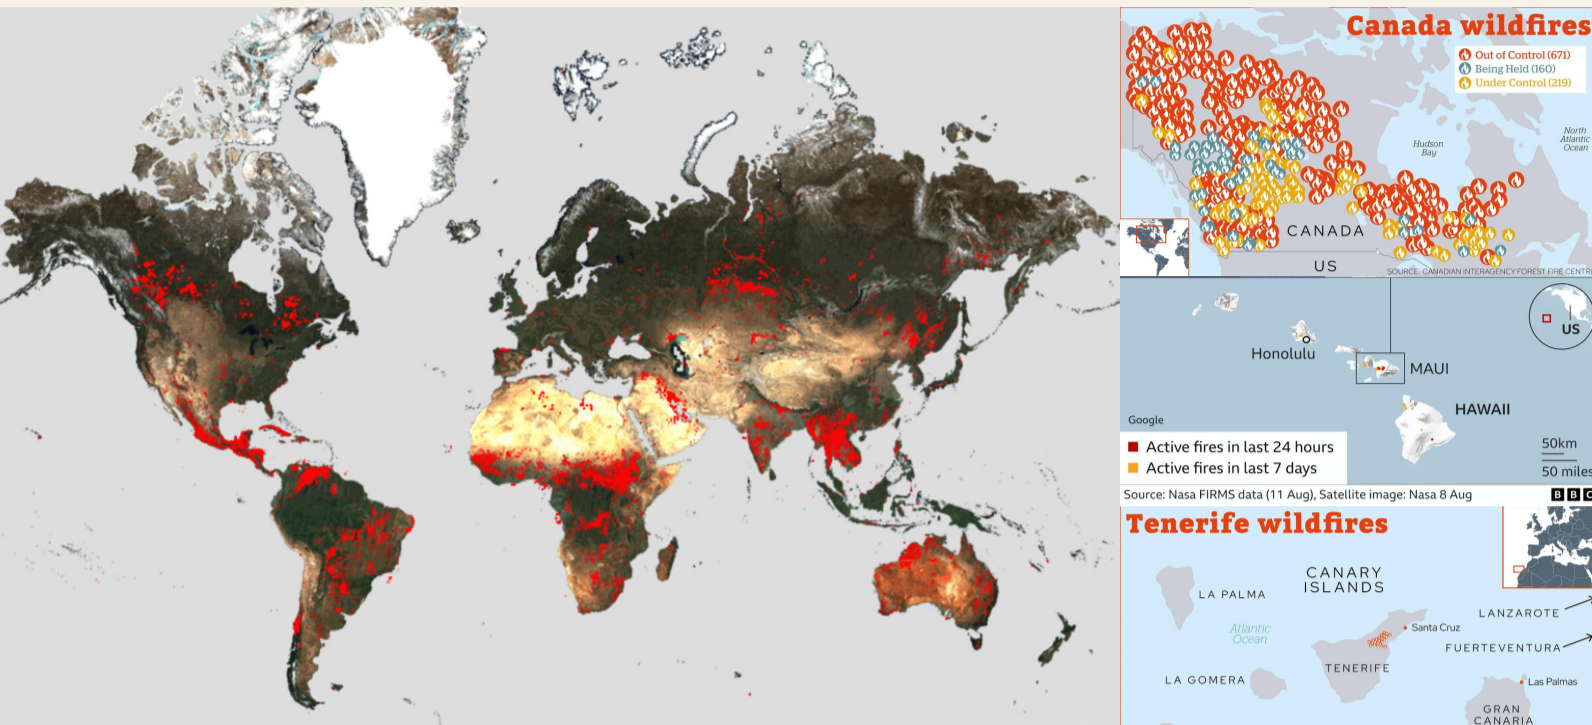 Canada wildfires
Out of Control (671)
Being Held (160)
Under Control (219)
North
Atlantic
Ocean
Hudson
Bay
CANADA
US
SOURCE: CANADIAN INTERAGENCY FOREST FIRE CENTR
US
Honolulu
MAUI
HAWAII
Google
50km
50 miles
Active fires in last 24 hours
Active fires in last 7 days
Source: Nasa FIRMS data (11 Aug), Satellite image: Nasa 8 Aug
BBC
Tenerife wildfires
CANARY
ISLANDS
LA PALMA
LANZAROTE
Atlantic
Ocean
Santa Cruz
FUERTEVENTURA
TENERIFE
LA GOMERA
Las Palmas
GRAN
CANARIA